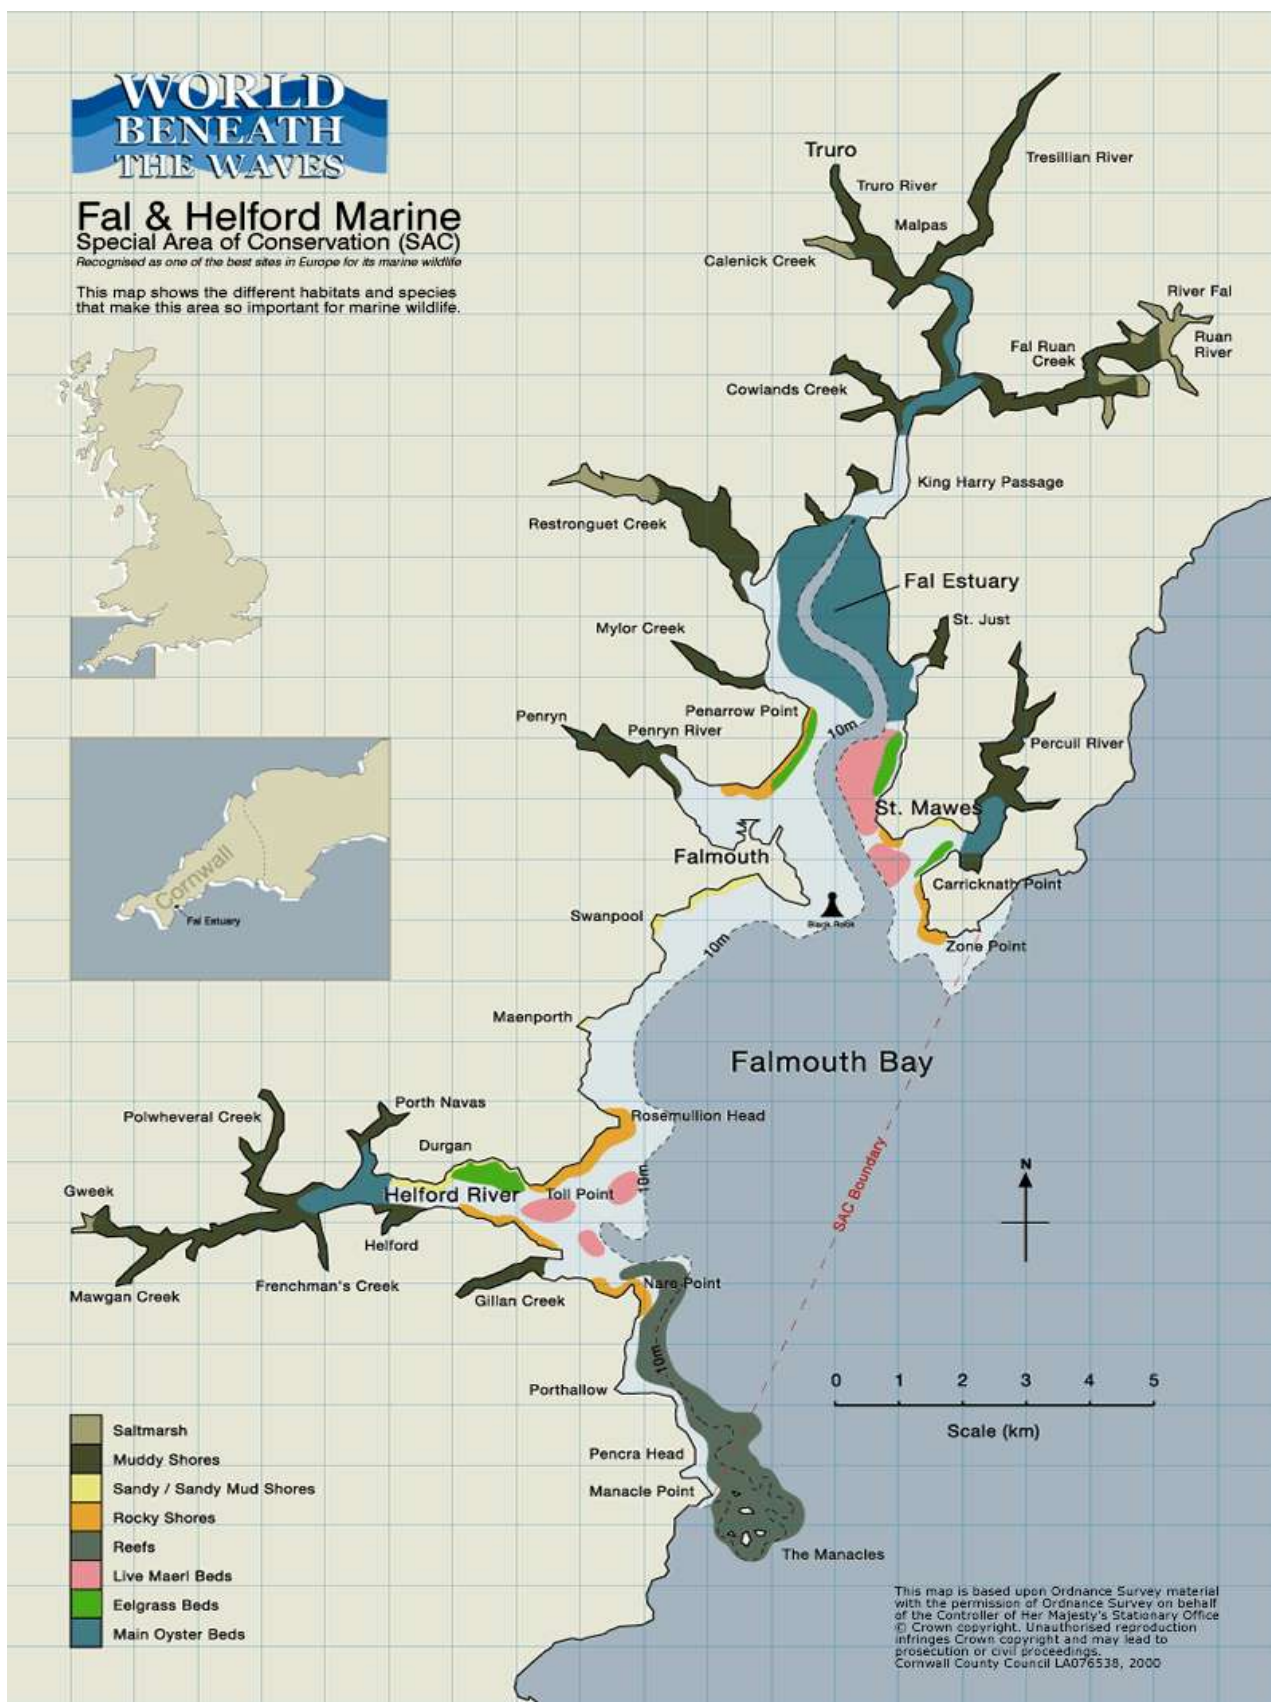 WORLD
BENEATH
THE WAVES
Fal & Helford Marine
Special Area of Conservation (SAC)
Recognised as one of the best sites in Europe for its marine wildlife
This map shows the different habitats and species
that make this area so important for marine wildlife.
Truro
Tresillian River
Truro River
Malpas
Calenick Creek
River Fal
Ruan
River
Fal Ruan
Creek
Cowlands Creek
King Harry Passage
Restronguet Creek
Fal Estuary
St. Just
Mylor Creek
Penarrow Point
Penryn
Penryn River
10m
Percuil River
St. Mawes
Falmouth
Carricknath Point
Swanpool
Black Rock
10m
Zone Point
Cornwall
Fal Estuary
Maenporth
Falmouth Bay
Porth Navas
Polwheveral Creek
Rosemullion Head
Durgan
10m
SAC Boundary
N
Gweek
Helford River
Toll Point
Helford
Frenchman's Creek
Mawgan Creek
Gillan Creek
Nare Point
10m
Porthallow
0 1 2 3 4 5
Scale (km)
Pencra Head
Manacle Point
The Manacles
Saltmarsh
Muddy Shores
Sandy / Sandy Mud Shores
Rocky Shores
Reefs
Live Maerl Beds
Eelgrass Beds
Main Oyster Beds
This map is based upon Ordnance Survey material
with the permission of Ordnance Survey on behalf
of the Controller of Her Majesty's Stationary Office
© Crown copyright. Unauthorised reproduction
infringes Crown copyright and may lead to
prosecution or civil proceedings.
Cornwall County Council LA076538, 2000